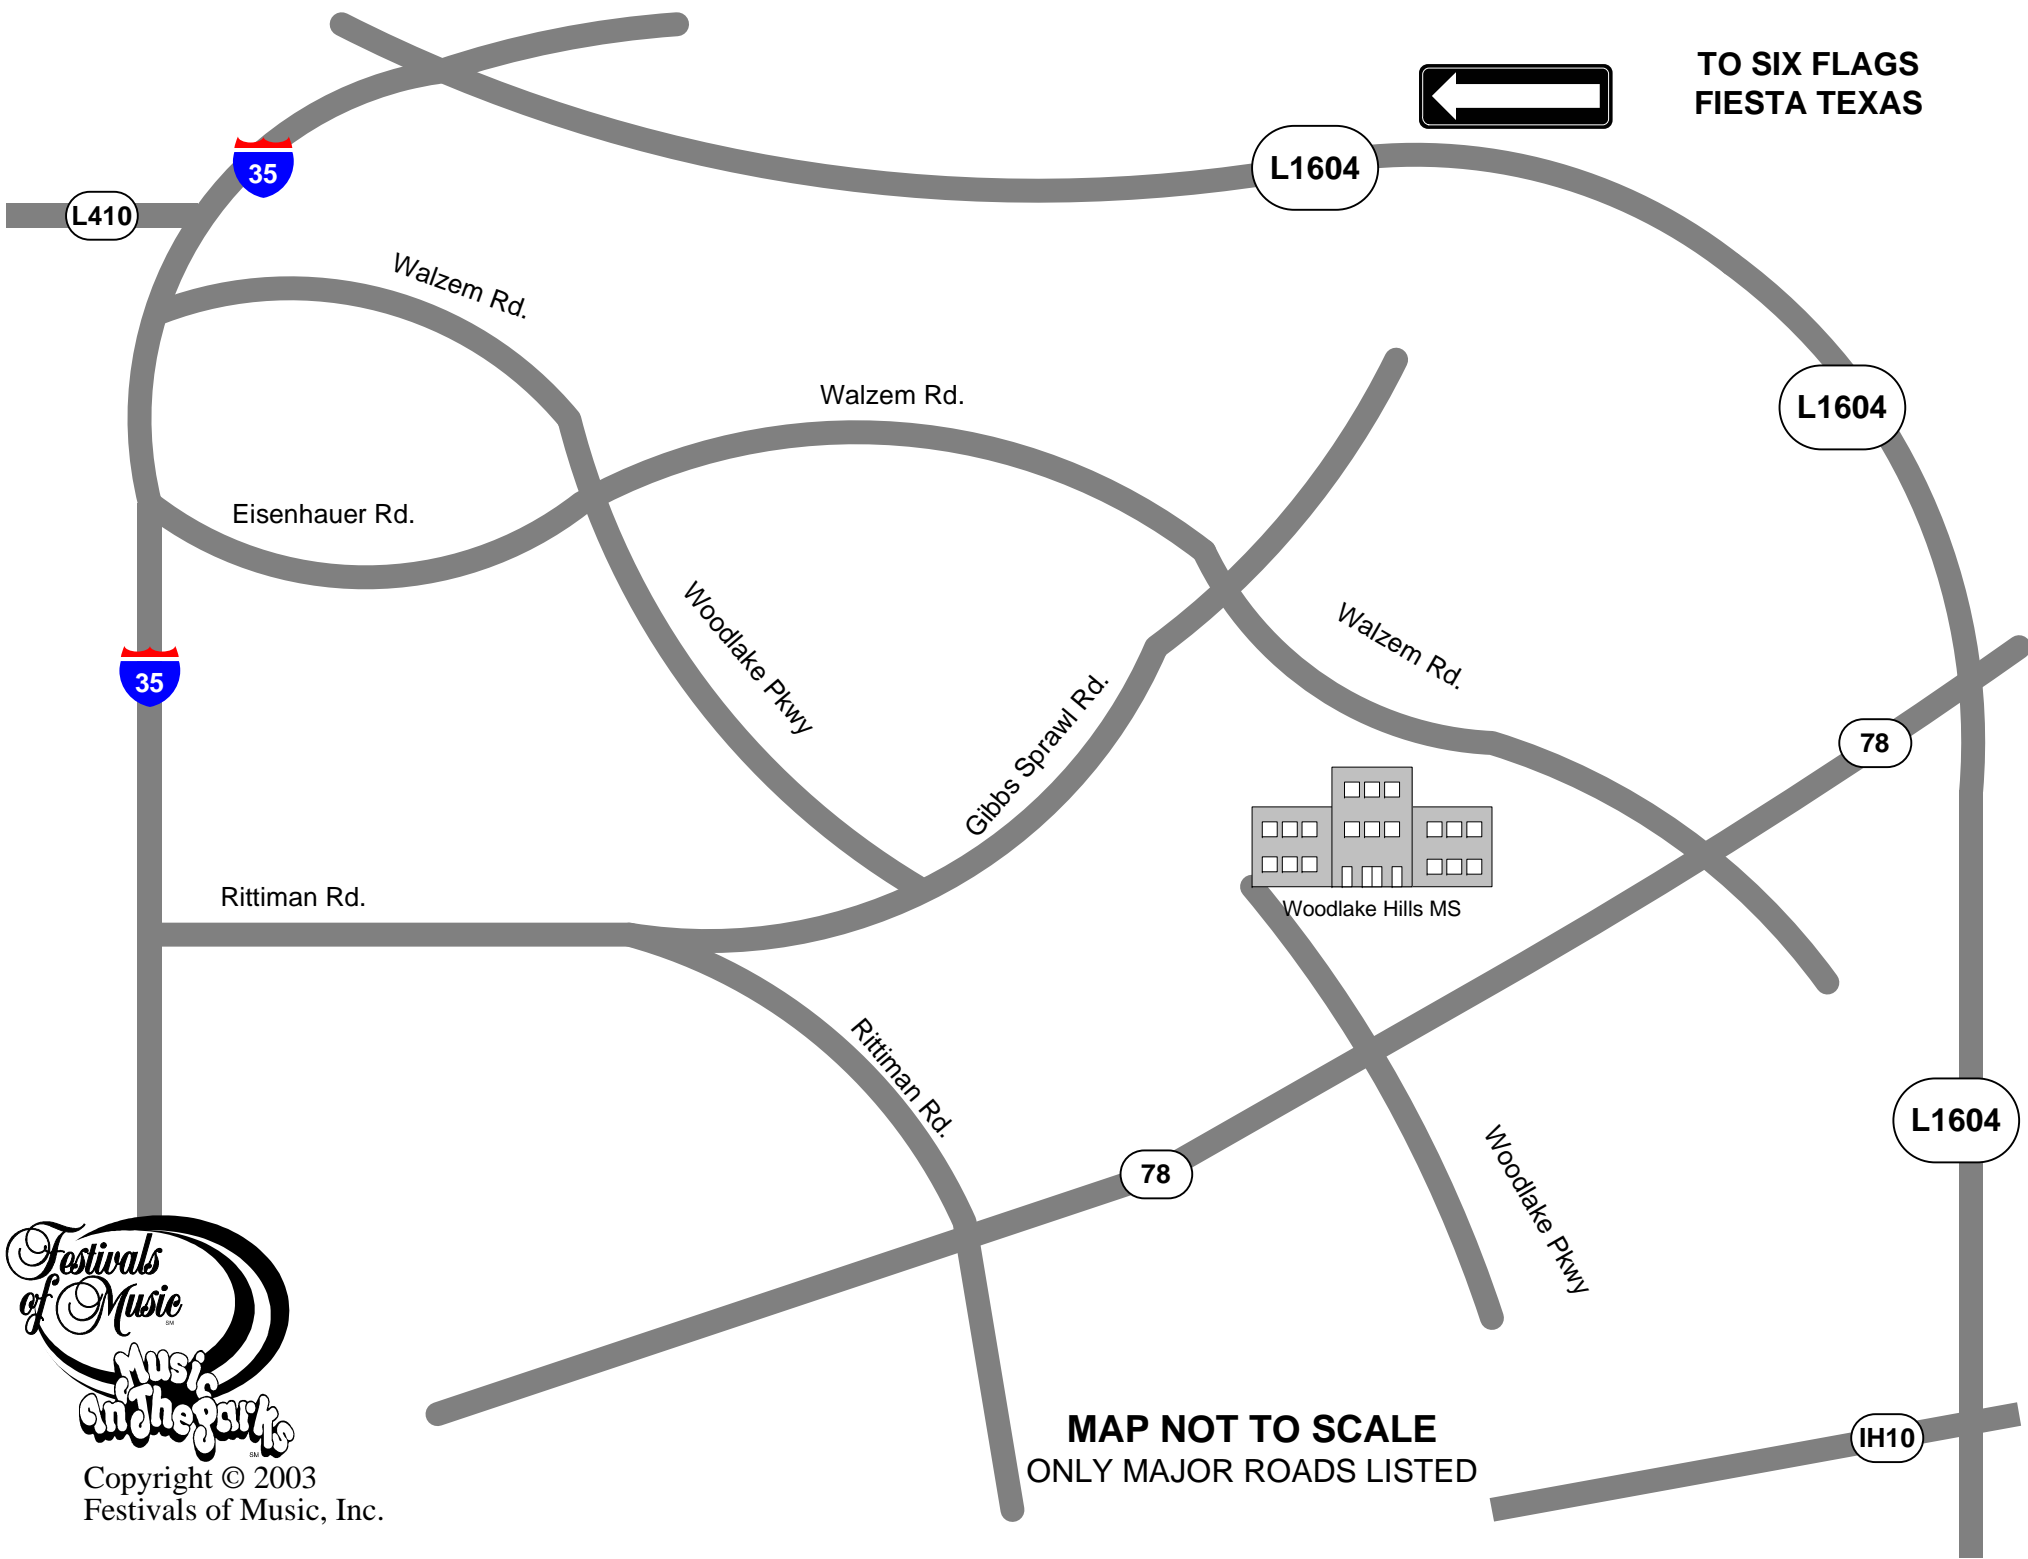 TO SIX FLAGS
FIESTA TEXAS
L1604
35
L410
Walzem Rd.
Walzem Rd.
L1604
Eisenhauer Rd.
Woodlake Pkwy
Walzem Rd.
35
Gibbs Sprawl Rd.
78
Rittiman Rd.
Woodlake Hills MS
Rittiman Rd.
L1604
78
Woodlake Pkwy
Festivals
of Music
SM
Music
In The Parks
SM
MAP NOT TO SCALE
ONLY MAJOR ROADS LISTED
IH10
Copyright © 2003
Festivals of Music, Inc.